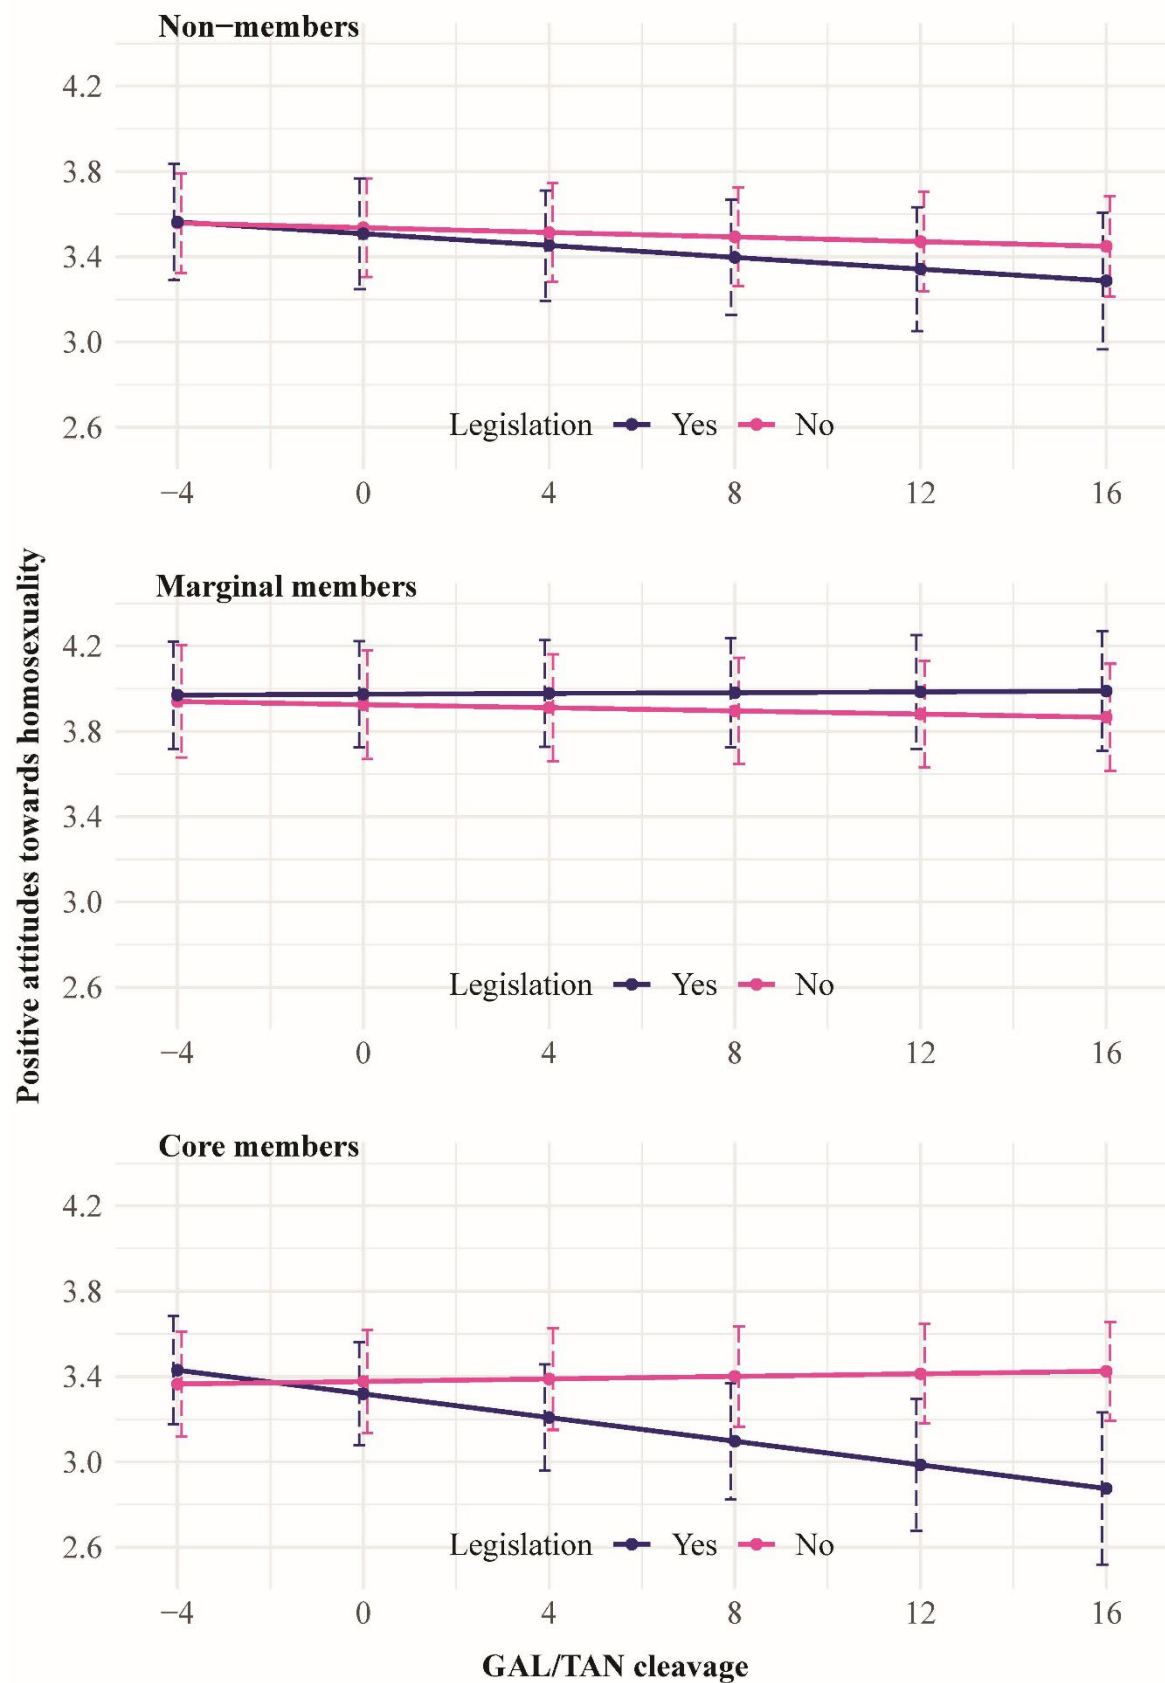 Non−members
4.2
3.8
3.4
3.0
2.6
Legislation Yes No
−4 0 4 8 12 16
Positive attitudes towards homosexuality
Marginal members
4.2
3.8
3.4
3.0
2.6
Legislation Yes No
−4 0 4 8 12 16
Core members
4.2
3.8
3.4
3.0
2.6
Legislation Yes No
−4 0 4 8 12 16
GAL/TAN cleavage